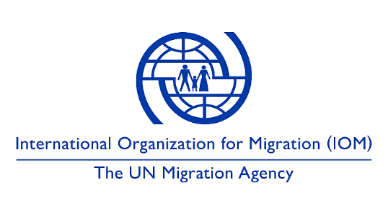 International Organization for Migration (IOM)
The UN Migration Agency